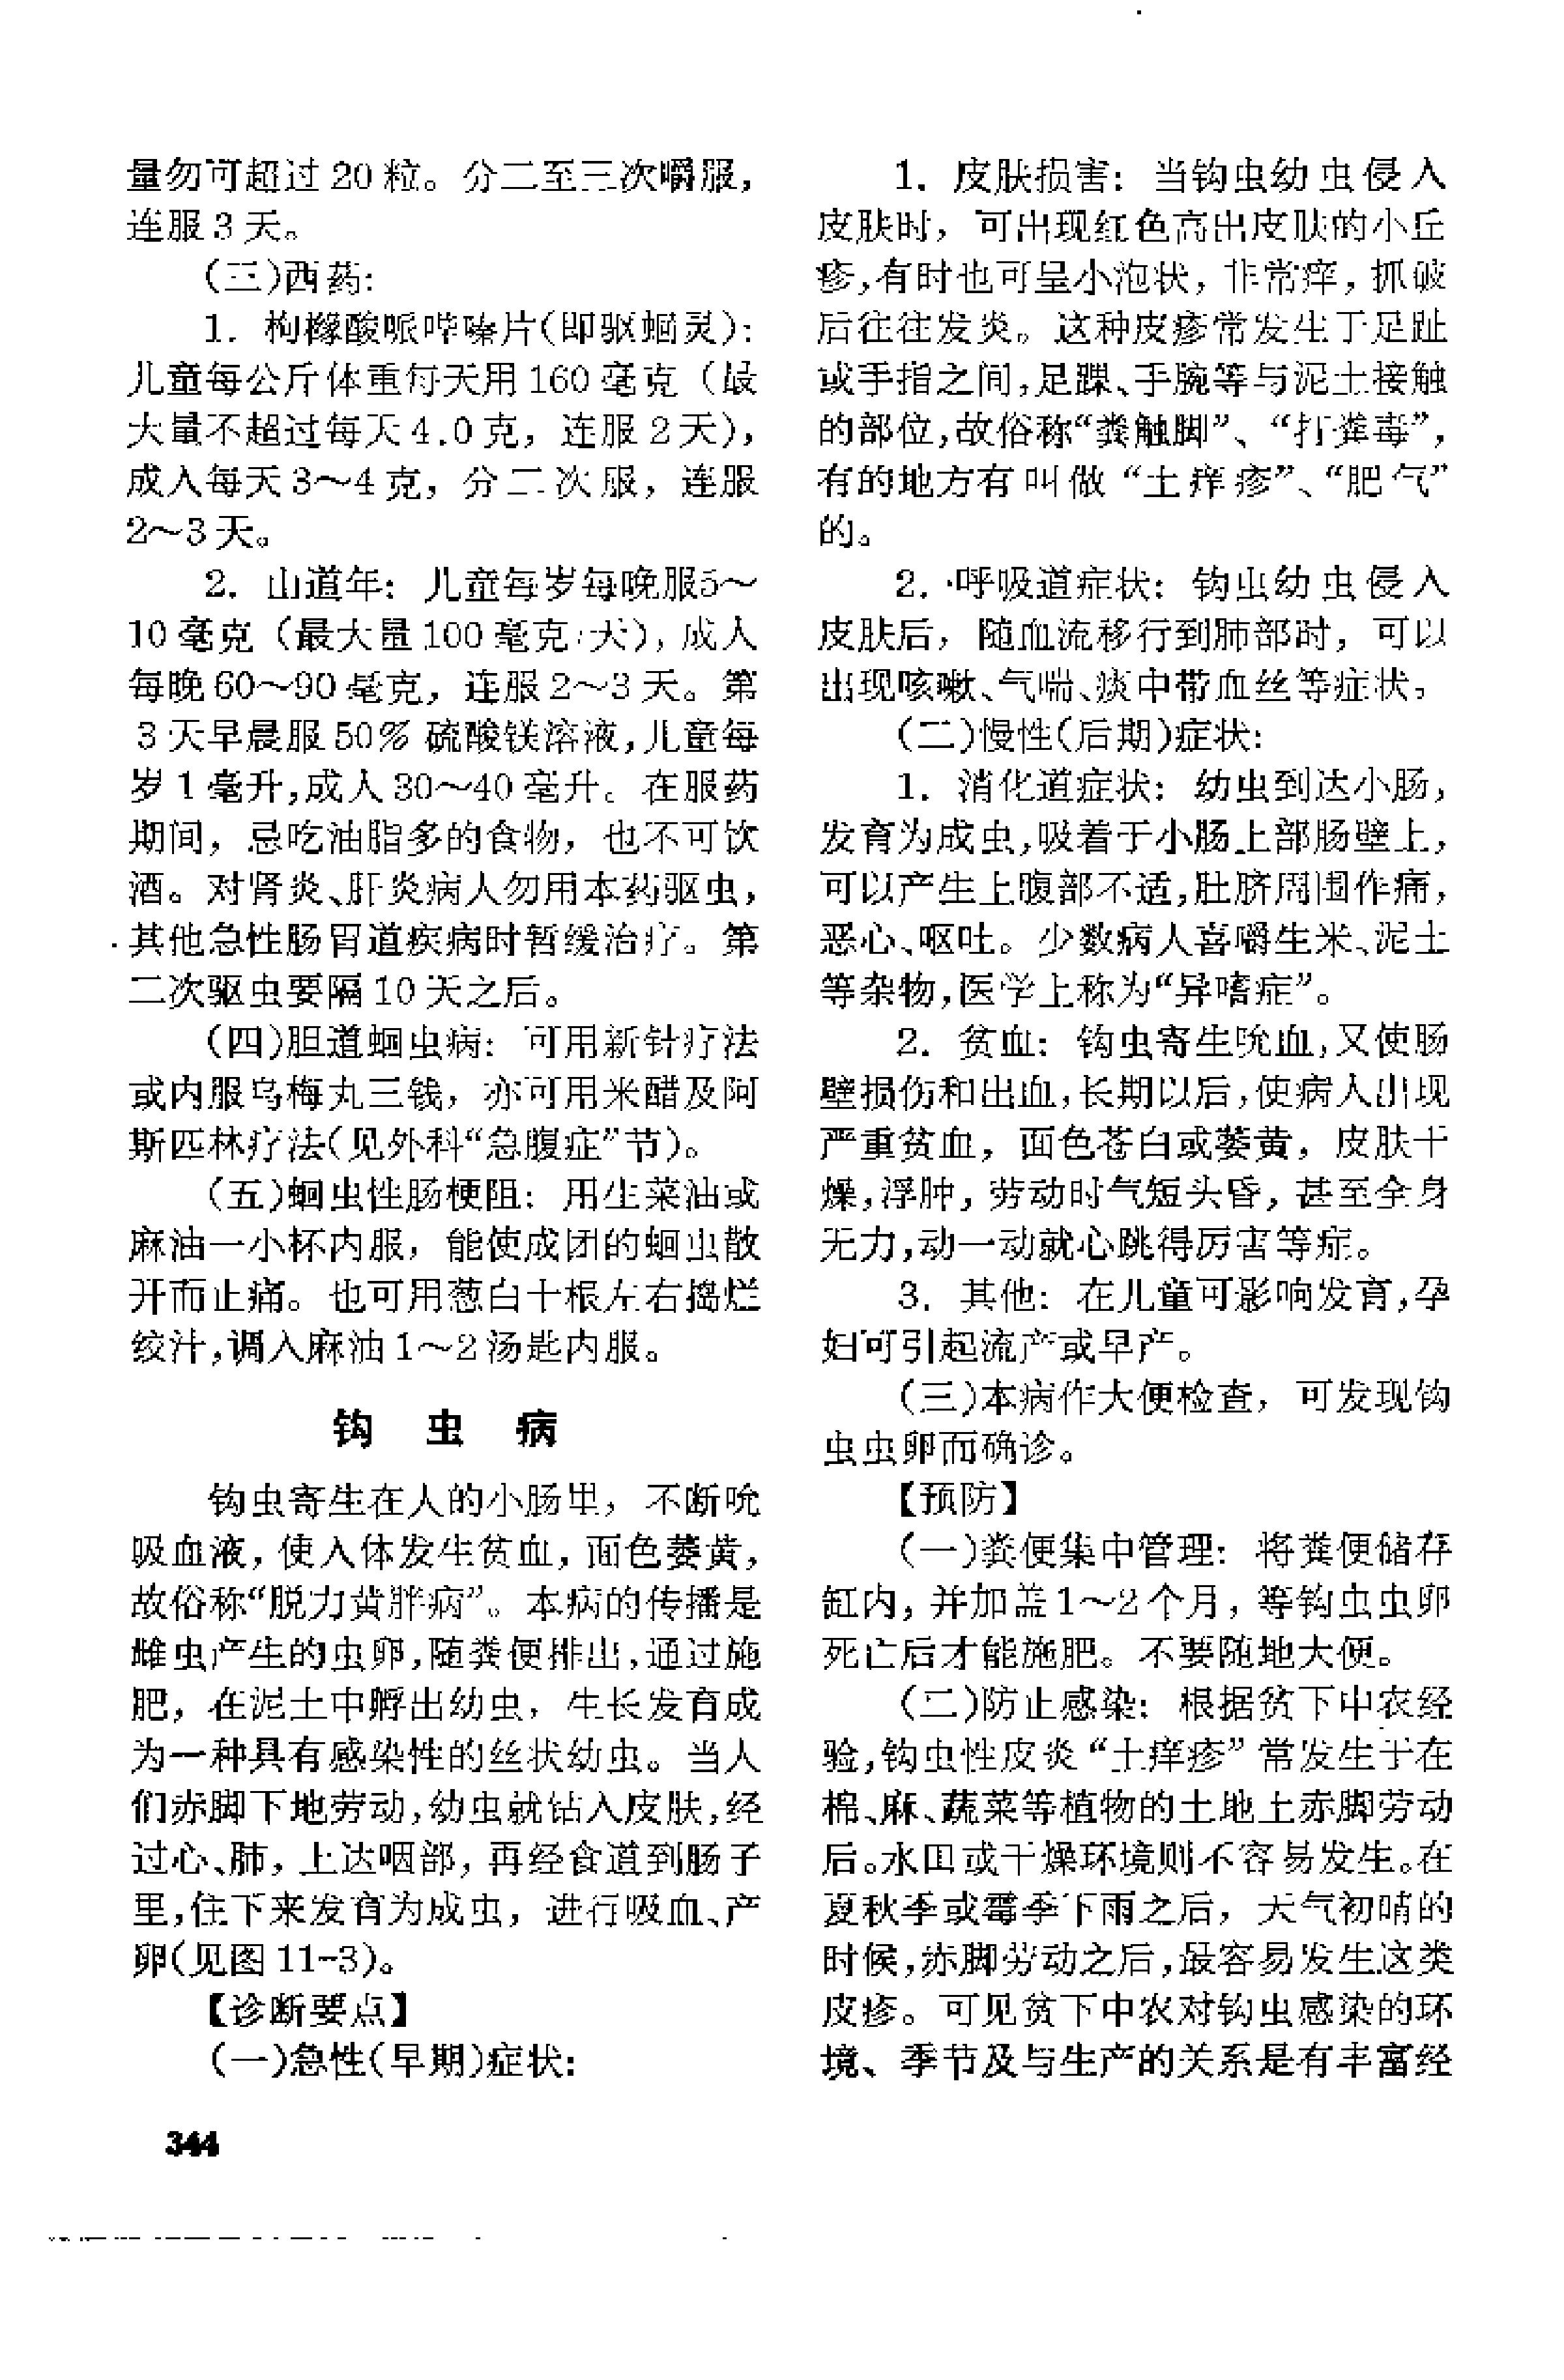 量勿可超过20粒。分二至三次嚼服，
连服3天。
（三）西药：
1. 枸橼酸哌哔嗪片（即驱蛔灵）：
儿童每公斤体重每天用160毫克（最
大量不超过每天4.0克，连服2天），
成人每天3～4克，分二次服，连服
2～3天。
2. 山道年：儿童每岁每晚服5～
10毫克（最大量100毫克/天），成人
每晚60～90毫克，连服2～3天。第
3天早晨服50％硫酸镁溶液，儿童每
岁1毫升，成人30～40毫升。在服药
期间，忌吃油脂多的食物，也不可饮
酒。对肾炎、肝炎病人勿用本药驱虫，
其他急性肠胃道疾病时暂缓治疗。第
二次驱虫要隔10天之后。
（四）胆道蛔虫病：可用新针疗法
或内服乌梅丸三钱，亦可用米醋及阿
斯匹林疗法（见外科“急腹症”节）。
（五）蛔虫性肠梗阻：用生菜油或
麻油一小杯内服，能使成团的蛔虫散
开而止痛。也可用葱白十根左右捣烂
绞汁，调入麻油1～2汤匙内服。
钩 虫 病
钩虫寄生在人的小肠里，不断吮
吸血液，使人体发生贫血，面色萎黄，
故俗称“脱力黄胖病”。本病的传播是
雌虫产生的虫卵，随粪便排出，通过施
肥，在泥土中孵出幼虫，生长发育成
为一种具有感染性的丝状幼虫。当人
们赤脚下地劳动，幼虫就钻入皮肤，经
过心、肺，上达咽部，再经食道到肠子
里，住下来发育为成虫，进行吸血、产
卵（见图11-3）。
【诊断要点】
（一）急性（早期）症状：
1. 皮肤损害：当钩虫幼虫侵入
皮肤时，可出现红色高出皮肤的小丘
疹，有时也可呈小泡状，非常痒，抓破
后往往发炎。这种皮疹常发生于足趾
或手指之间，足踝、手腕等与泥土接触
的部位，故俗称“粪触脚”、“打粪毒”，
有的地方有叫做“土痒疹”、“肥气”
的。
2. 呼吸道症状：钩虫幼虫侵入
皮肤后，随血流移行到肺部时，可以
出现咳嗽、气喘、痰中带血丝等症状。
（二）慢性（后期）症状：
1. 消化道症状：幼虫到达小肠，
发育为成虫，吸着于小肠上部肠壁上，
可以产生上腹部不适，肚脐周围作痛，
恶心、呕吐。少数病人喜嚼生米、泥土
等杂物，医学上称为“异嗜症”。
2. 贫血：钩虫寄生吮血，又使肠
壁损伤和出血，长期以后，使病人出现
严重贫血，面色苍白或萎黄，皮肤干
燥，浮肿，劳动时气短头昏，甚至全身
无力，动一动就心跳得厉害等症。
3. 其他：在儿童可影响发育，孕
妇可引起流产或早产。
（三）本病作大便检查，可发现钩
虫虫卵而确诊。
【预防】
（一）粪便集中管理：将粪便储存
缸内，并加盖1～2个月，等钩虫虫卵
死亡后才能施肥。不要随地大便。
（二）防止感染：根据贫下中农经
验，钩虫性皮炎“土痒疹”常发生于在
棉、麻、蔬菜等植物的土地上赤脚劳动
后。水田或干燥环境则不容易发生。在
夏秋季或霉季下雨之后，天气初晴的
时候，赤脚劳动之后，最容易发生这类
皮疹。可见贫下中农对钩虫感染的环
境、季节及与生产的关系是有丰富经
344